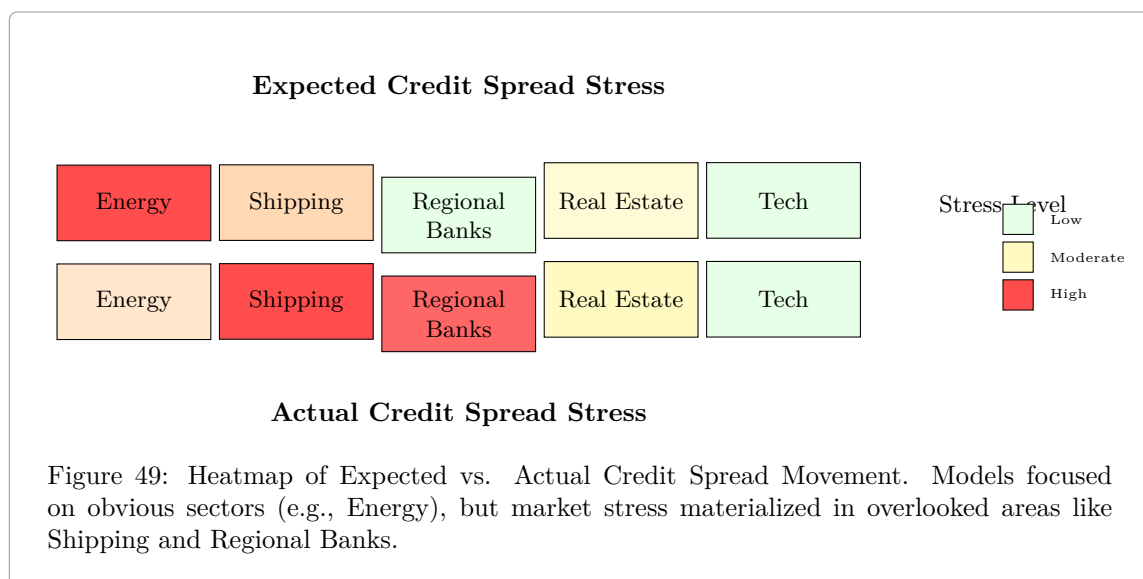 Expected Credit Spread Stress
Energy
Shipping
Regional
Banks
Real Estate
Tech
Stress Level
Low
Moderate
High
Energy
Shipping
Regional
Banks
Real Estate
Tech
Actual Credit Spread Stress
Figure 49: Heatmap of Expected vs. Actual Credit Spread Movement. Models focused
on obvious sectors (e.g., Energy), but market stress materialized in overlooked areas like
Shipping and Regional Banks.